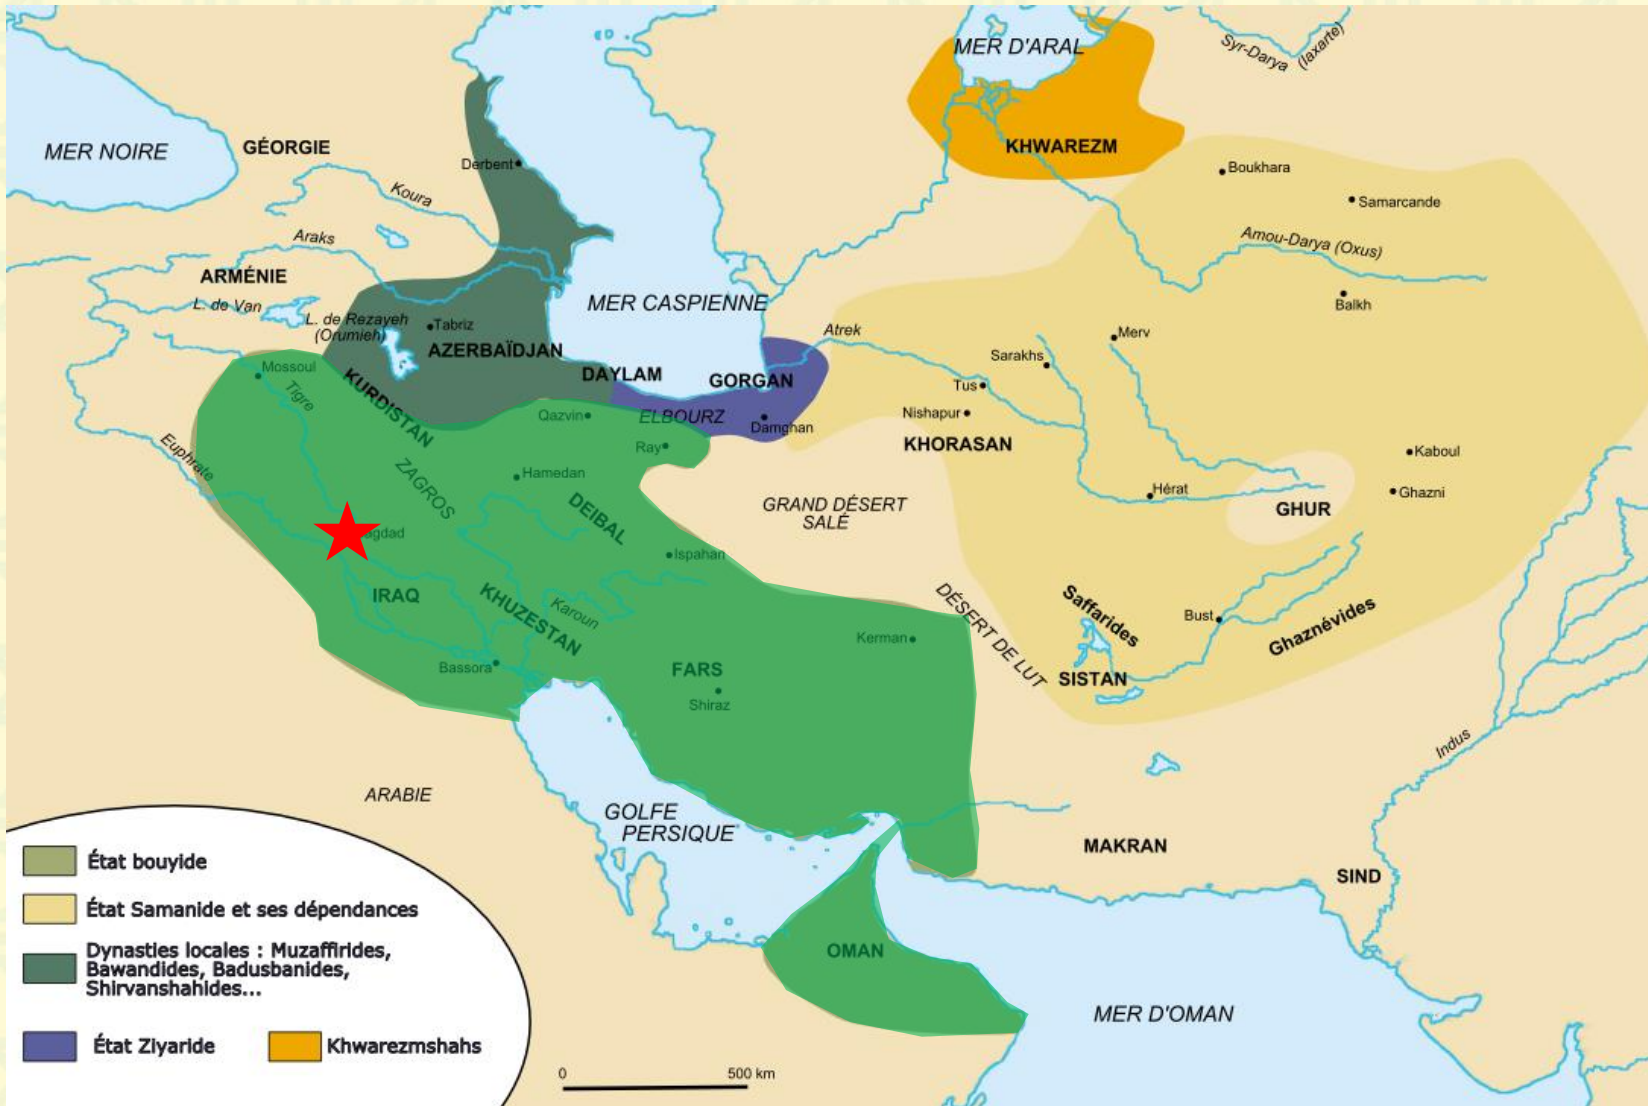 MER D'ARAL
Syr-Darya (Iaxarte)
MER NOIRE
GÉORGIE
KHWAREZM
Derbent
Boukhara
Koura
Samarcande
Araks
Amou-Darya (Oxus)
ARMÉNIE
L. de Van
L. de Rezayeh
(Orumieh)
MER CASPIENNE
Balkh
Tabriz
Atrek
Merv
AZERBAÏDJAN
Sarakhs
Mossoul
DAYLAM
GORGAN
Tus
KURDISTAN
Tigre
Qazvin
ELBOURZ
Damghan
Nishapur
KHORASAN
Ray
Kaboul
Euphrate
ZAGROS
Hamedan
DEIBAL
GRAND DÉSERT
SALÉ
Hérat
Ghazni
GHUR
agdad
Ispahan
IRAQ
KHUZESTAN
Karoun
DÉSERT DE LUT
Saffarides
Bust
Ghaznévides
Kerman
Bassora
FARS
SISTAN
Shiraz
Indus
ARABIE
GOLFE
PERSIQUE
MAKRAN
SIND
OMAN
MER D'OMAN
État bouyide
État Samanide et ses dépendances
Dynasties locales : Muzaffirides,
Bawandides, Badusbanides,
Shirvanshahides...
État Ziyaride
Khwarezmshahs
0 500 km